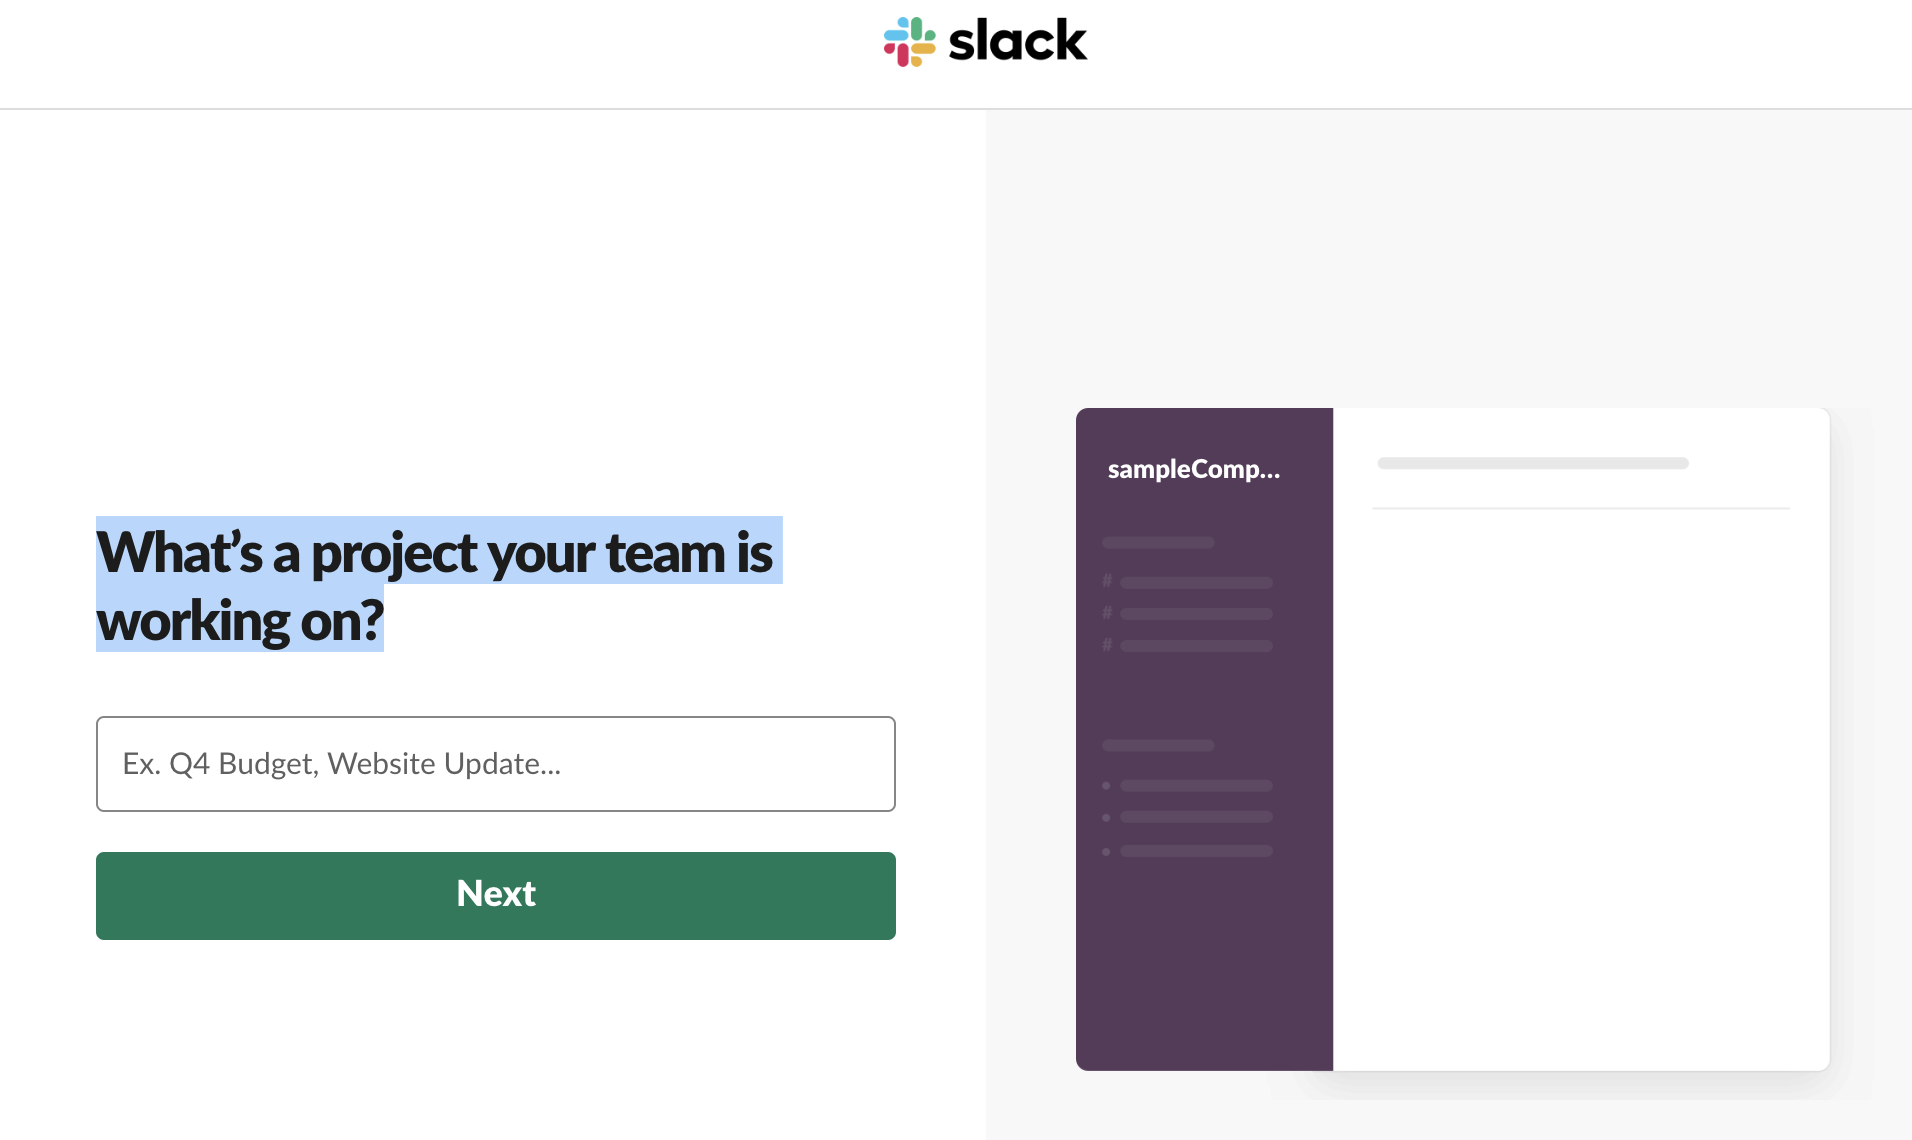 slack
What’s a project your team is
working on?
Ex. Q4 Budget, Website Update...
Next
sampleComp...
#
#
#